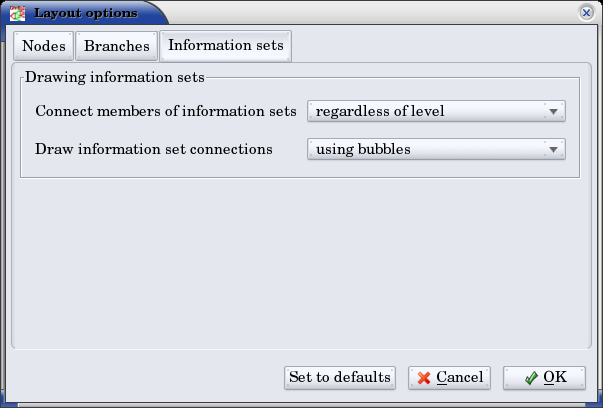 Layout options
Nodes Branches Information sets
Drawing information sets
Connect members of information sets regardless of level
Draw information set connections using bubbles
Set to defaults Cancel OK